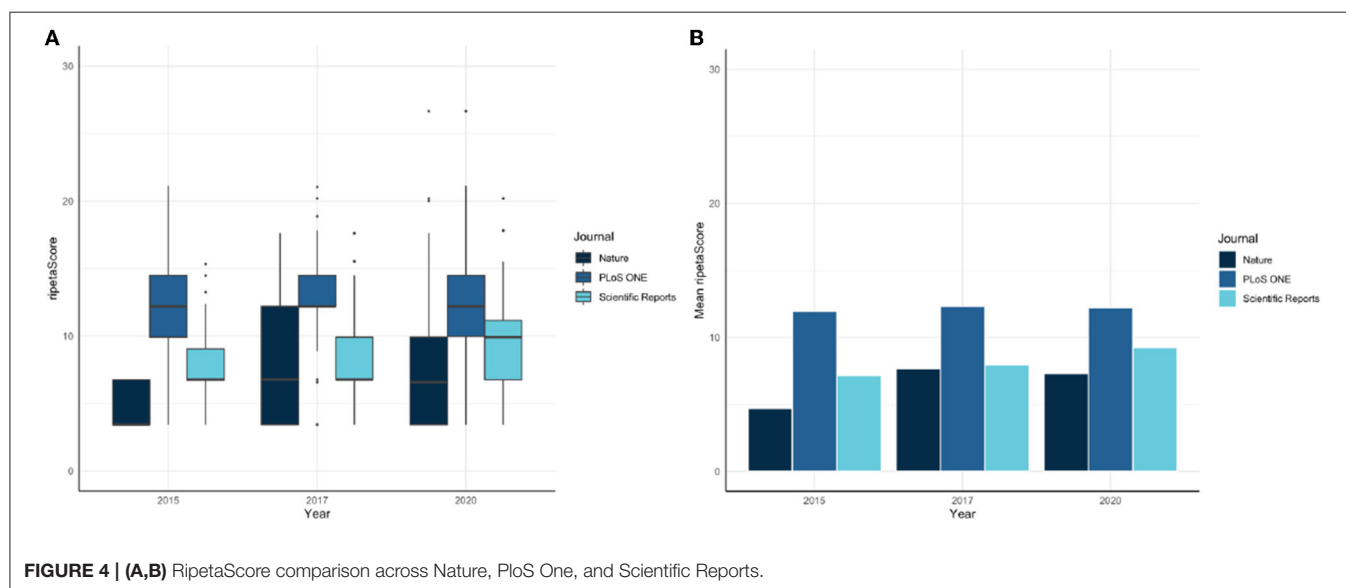 A
30
20
10
0
ripetaScore
2015
2017
2020
Year
Journal
Nature
PLoS ONE
Scientific Reports
B
30
20
10
0
Mean ripetaScore
2015
2017
2020
Year
Journal
Nature
PLoS ONE
Scientific Reports
FIGURE 4 | (A,B) RipetaScore comparison across Nature, PloS One, and Scientific Reports.